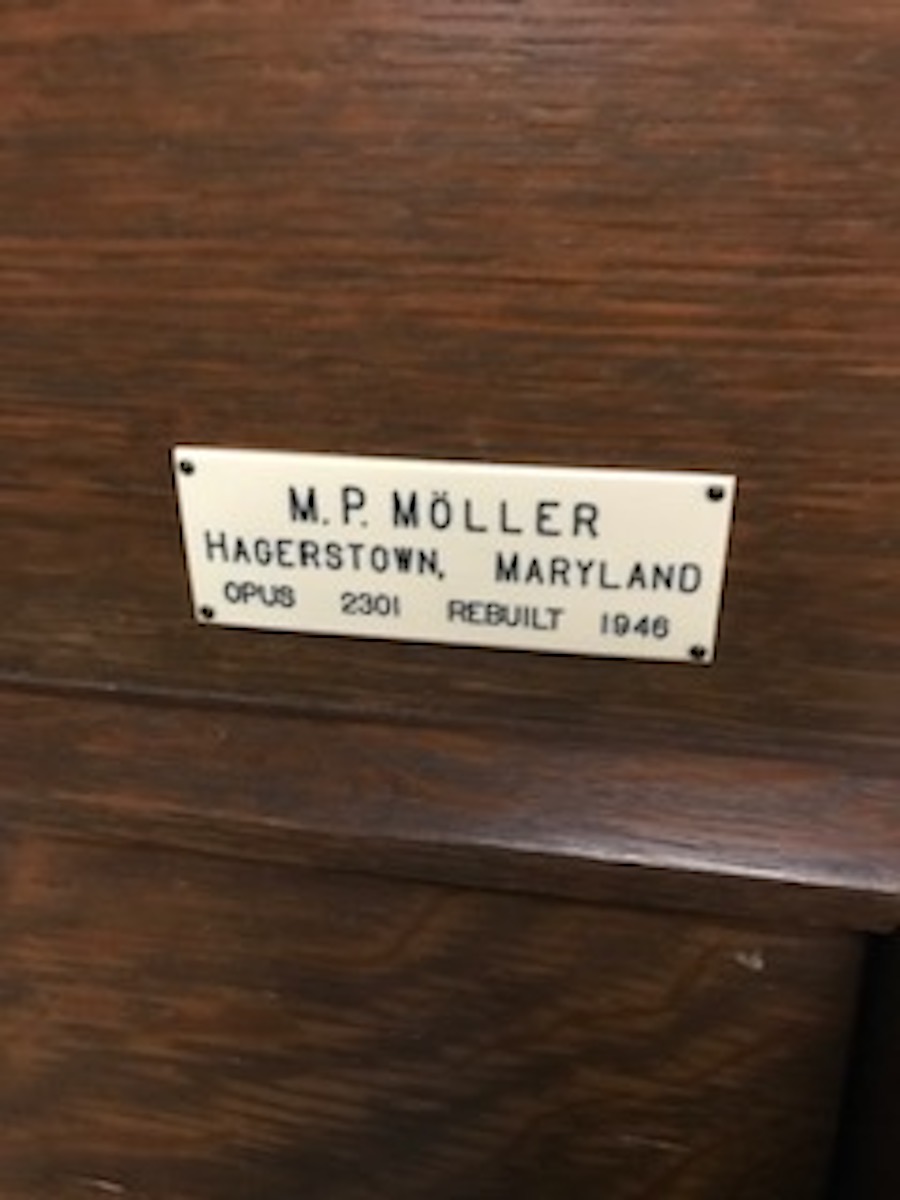 M. P. MÖLLER
HAGERSTOWN, MARYLAND
OPUS 2301 REBUILT 1946